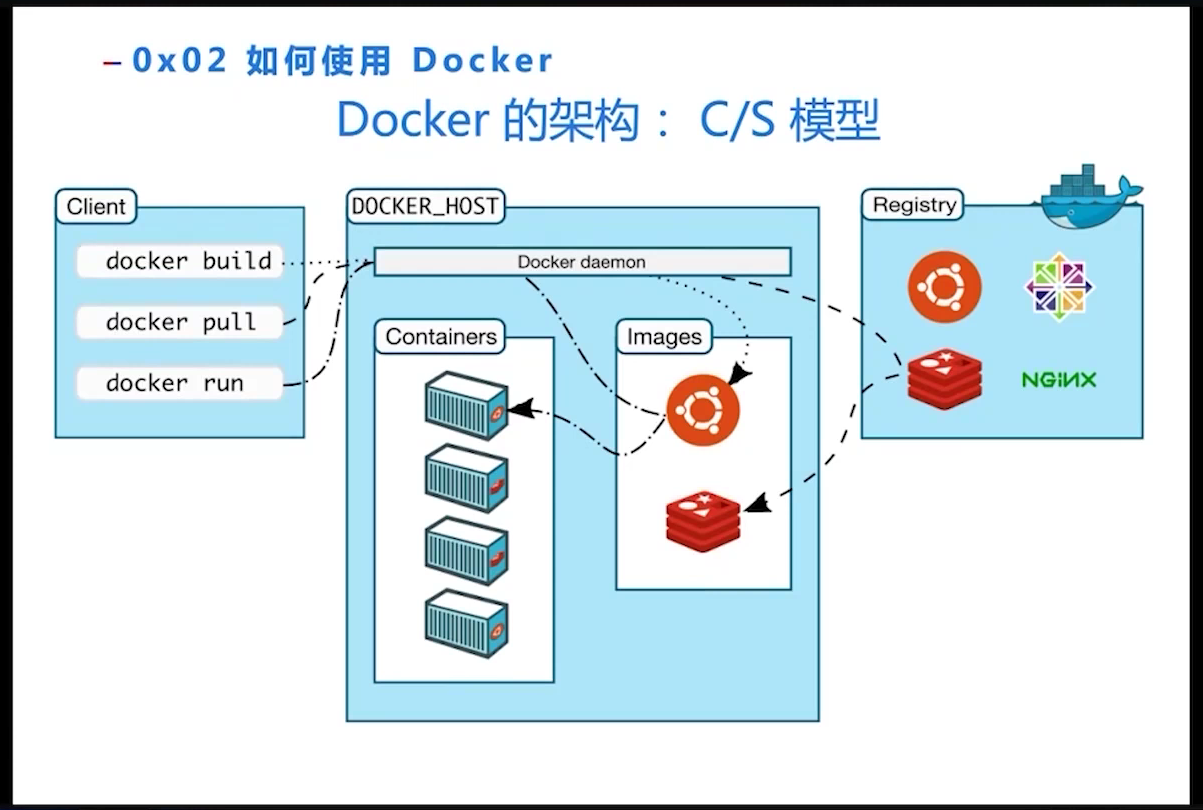 – 0x02 如何使用 Docker
Docker 的架构： C/S 模型
Client
docker build
docker pull
docker run
DOCKER_HOST
Docker daemon
Containers
Images
Registry
NGINX